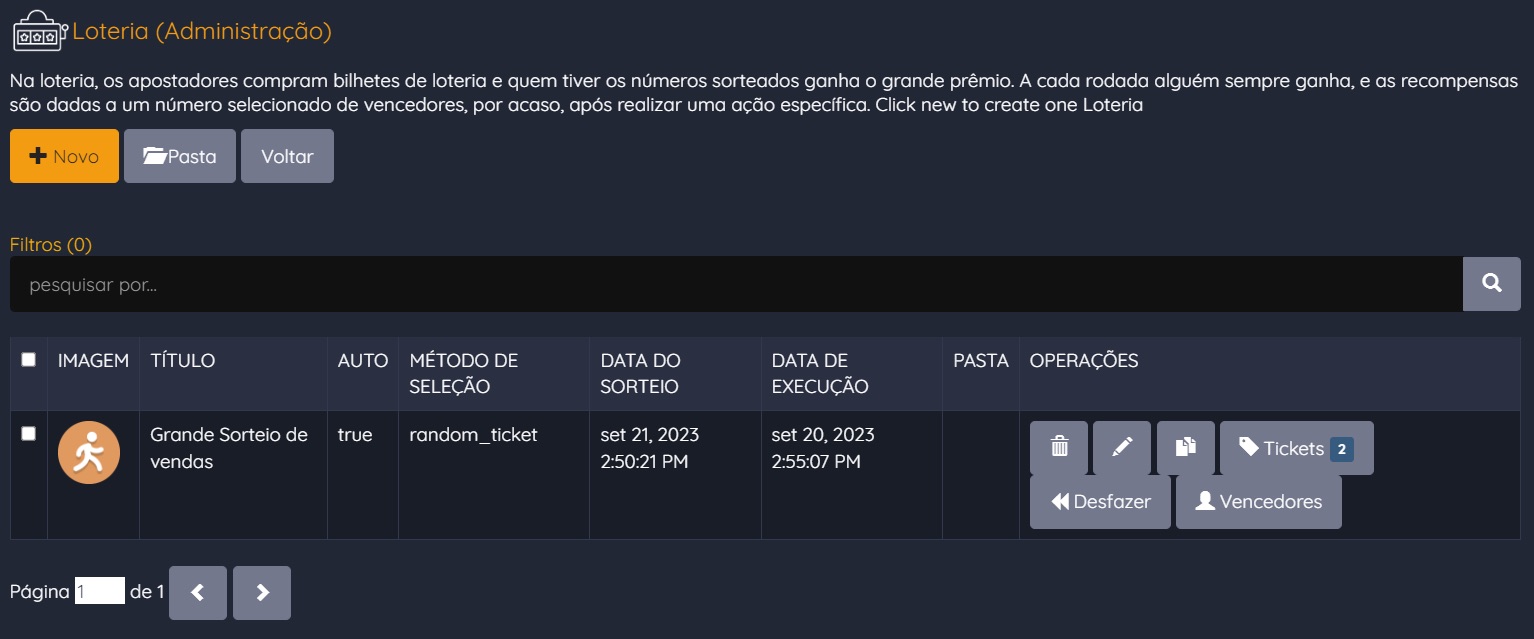 Loteria (Administração)
Na loteria, os apostadores compram bilhetes de loteria e quem tiver os números sorteados ganha o grande prêmio. A cada rodada alguém sempre ganha, e as recompensas
são dadas a um número selecionado de vencedores, por acaso, após realizar uma ação específica. Click new to create one Loteria
Novo Pasta Voltar
Filtros (0)
pesquisar por...
IMAGEM TÍTULO AUTO MÉTODO DE DATA DO DATA DE PASTA OPERAÇÕES
SELEÇÃO SORTEIO EXECUÇÃO
Grande Sorteio de true random_ticket set 21, 2023 set 20, 2023 Tickets 2
vendas 2:50:21 PM 2:55:07 PM
Desfazer Vencedores
Página 1 de 1